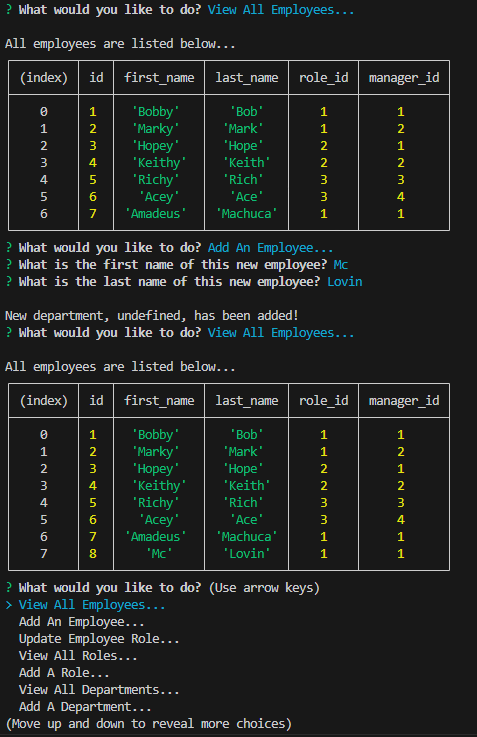 ? What would you like to do? View All Employees...
All employees are listed below...
(index) id first_name last_name role_id manager_id
0 1 'Bobby' 'Bob' 1 1
1 2 'Marky' 'Mark' 1 2
2 3 'Hopey' 'Hope' 2 1
3 4 'Keithy' 'Keith' 2 2
4 5 'Richy' 'Rich' 3 3
5 6 'Acey' 'Ace' 3 4
6 7 'Amadeus' 'Machuca' 1 1
? What would you like to do? Add An Employee...
? What is the first name of this new employee? Mc
? What is the last name of this new employee? Lovin
New department, undefined, has been added!
? What would you like to do? View All Employees...
All employees are listed below...
(index) id first_name last_name role_id manager_id
0 1 'Bobby' 'Bob' 1 1
1 2 'Marky' 'Mark' 1 2
2 3 'Hopey' 'Hope' 2 1
3 4 'Keithy' 'Keith' 2 2
4 5 'Richy' 'Rich' 3 3
5 6 'Acey' 'Ace' 3 4
6 7 'Amadeus' 'Machuca' 1 1
7 8 'Mc' 'Lovin' 1 1
? What would you like to do? (Use arrow keys)
> View All Employees...
Add An Employee...
Update Employee Role...
View All Roles...
Add A Role...
View All Departments...
Add A Department...
(Move up and down to reveal more choices)